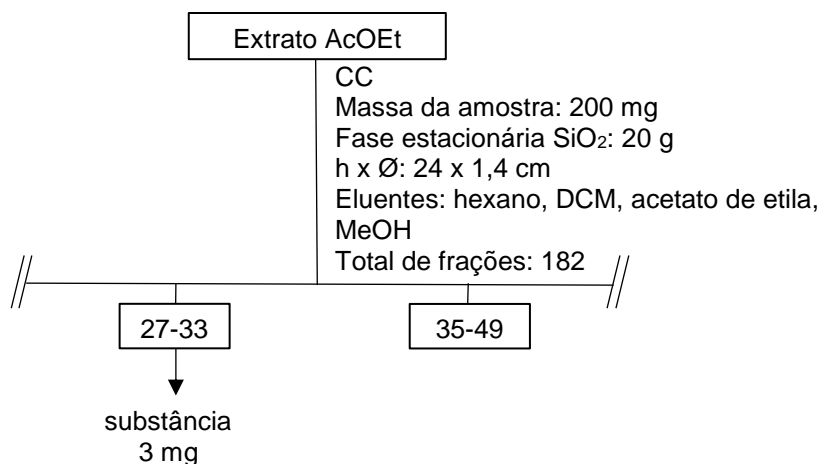 Extrato AcOEt
CC
Massa da amostra: 200 mg
Fase estacionária SiO₂: 20 g
h x Ø: 24 x 1,4 cm
Eluentes: hexano, DCM, acetato de etila,
MeOH
Total de frações: 182
27-33
35-49
substância
3 mg